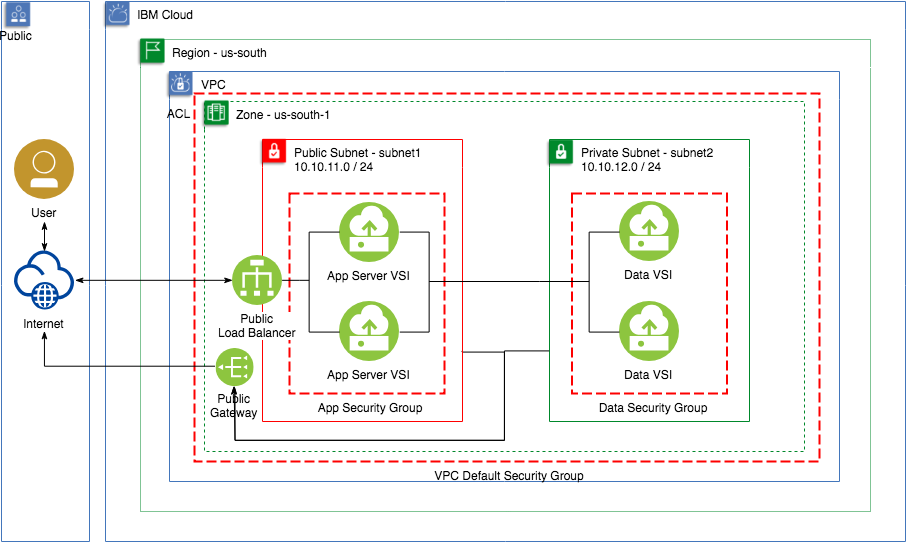 Public
IBM Cloud
Region - us-south
VPC
ACL
Zone - us-south-1
Public Subnet - subnet1
10.10.11.0 / 24
Private Subnet - subnet2
10.10.12.0 / 24
User
App Server VSI
Data VSI
Internet
Public
Load Balancer
App Server VSI
Data VSI
Public
Gateway
App Security Group
Data Security Group
VPC Default Security Group